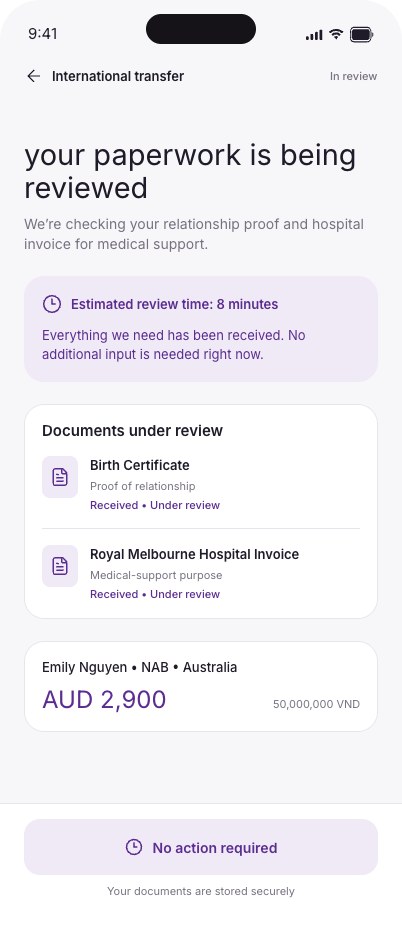 9:41
International transfer
In review
your paperwork is being
reviewed
We’re checking your relationship proof and hospital
invoice for medical support.
Estimated review time: 8 minutes
Everything we need has been received. No
additional input is needed right now.
Documents under review
Birth Certificate
Proof of relationship
Received • Under review
Royal Melbourne Hospital Invoice
Medical-support purpose
Received • Under review
Emily Nguyen • NAB • Australia
AUD 2,900
50,000,000 VND
No action required
Your documents are stored securely